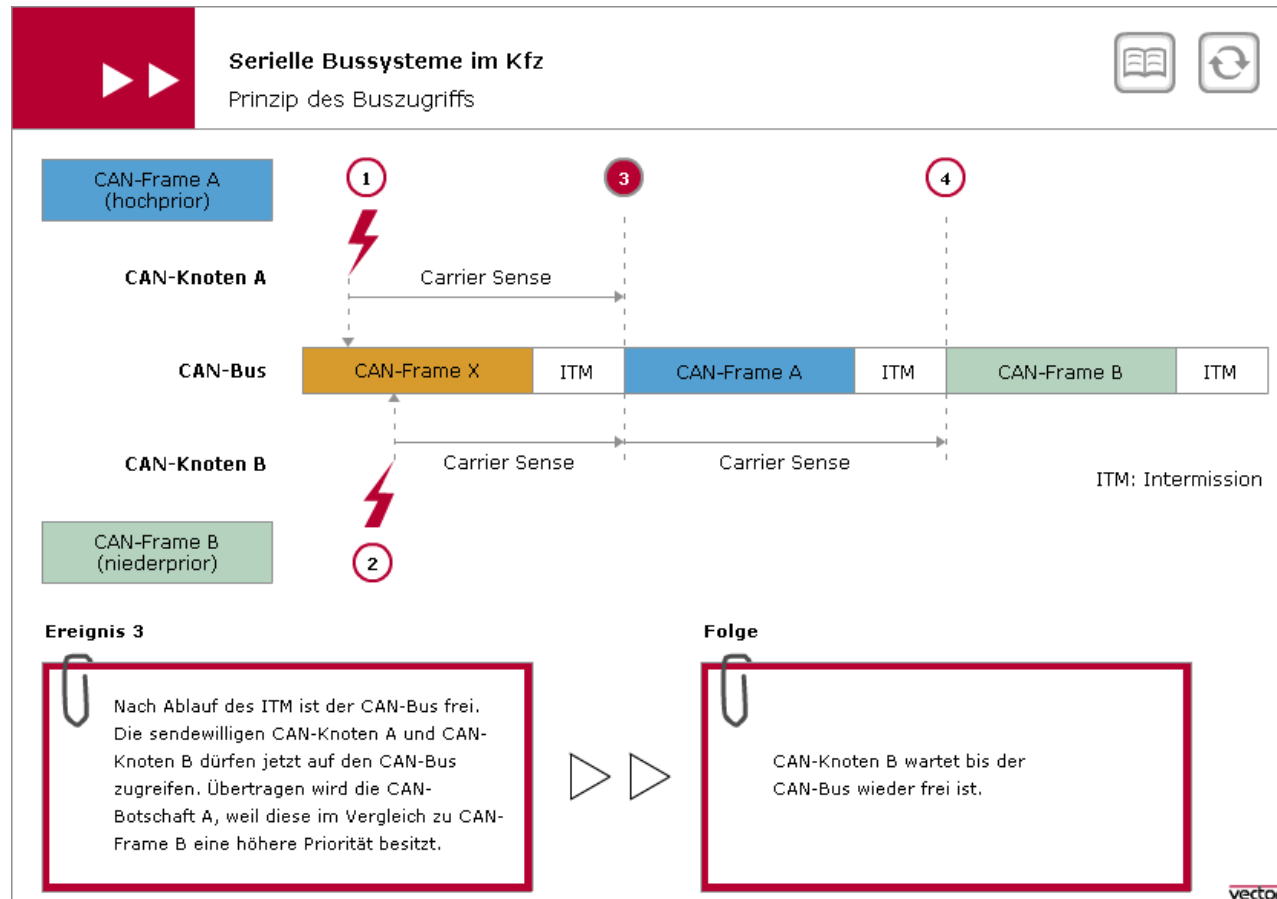 Serielle Bussysteme im Kfz
Prinzip des Buszugriffs
CAN-Frame A
(hochprior)
1
3
4
CAN-Knoten A
Carrier Sense
CAN-Bus
CAN-Frame X
ITM
CAN-Frame A
ITM
CAN-Frame B
ITM
CAN-Knoten B
Carrier Sense
Carrier Sense
ITM: Intermission
CAN-Frame B
(niederprior)
2
Ereignis 3
Nach Ablauf des ITM ist der CAN-Bus frei.
Die sendewilligen CAN-Knoten A und CAN-
Knoten B dürfen jetzt auf den CAN-Bus
zugreifen. Übertragen wird die CAN-
Botschaft A, weil diese im Vergleich zu CAN-
Frame B eine höhere Priorität besitzt.
Folge
CAN-Knoten B wartet bis der
CAN-Bus wieder frei ist.